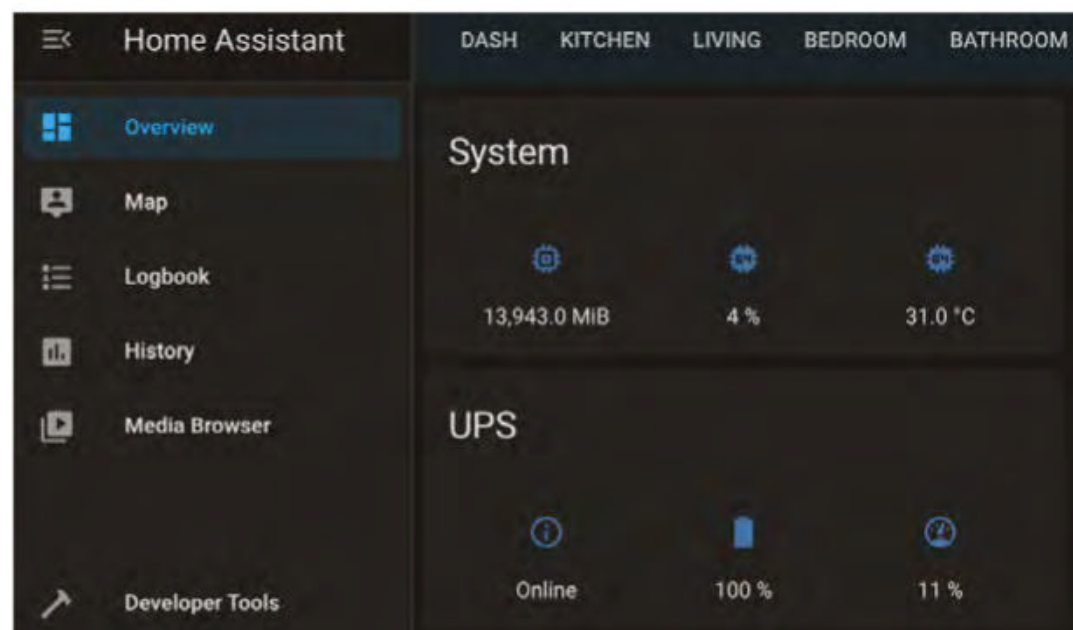 Home Assistant
DASH KITCHEN LIVING BEDROOM BATHROOM
Overview
Map
Logbook
History
Media Browser
Developer Tools
System
13,943.0 MiB 4 % 31.0 °C
UPS
Online 100 % 11 %